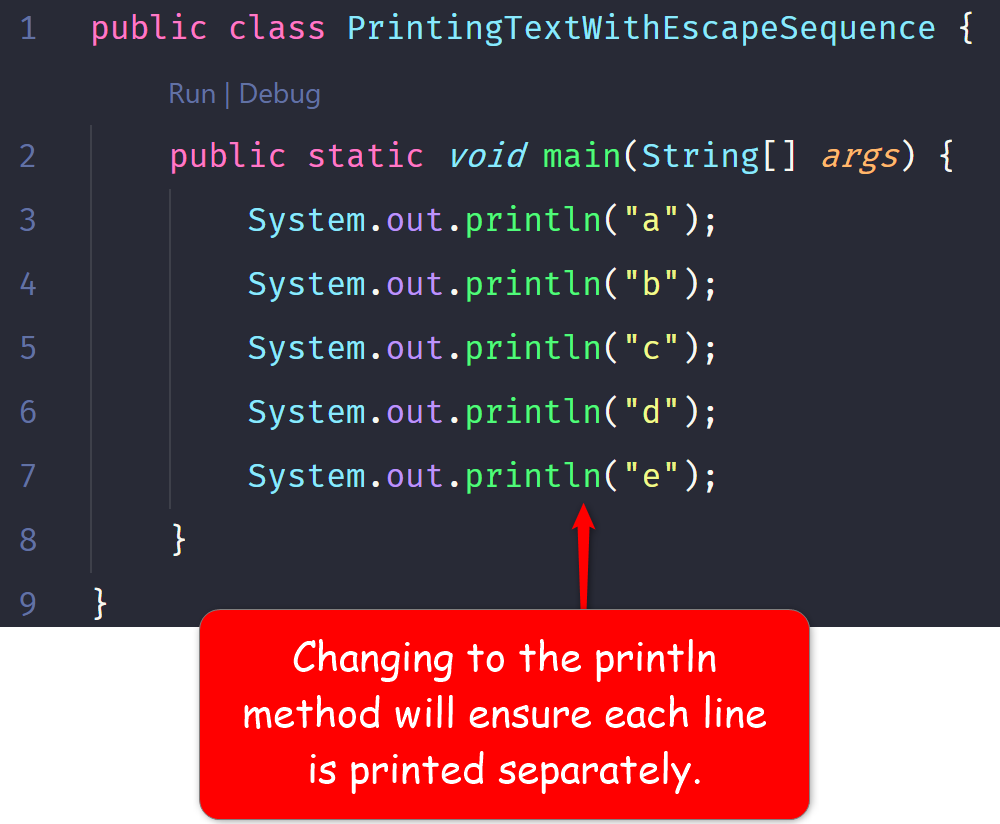 1 public class PrintingTextWithEscapeSequence {
Run | Debug
2 public static void main(String[] args) {
3 System.out.println("a");
4 System.out.println("b");
5 System.out.println("c");
6 System.out.println("d");
7 System.out.println("e");
8 }
9 }
Changing to the println
method will ensure each line
is printed separately.